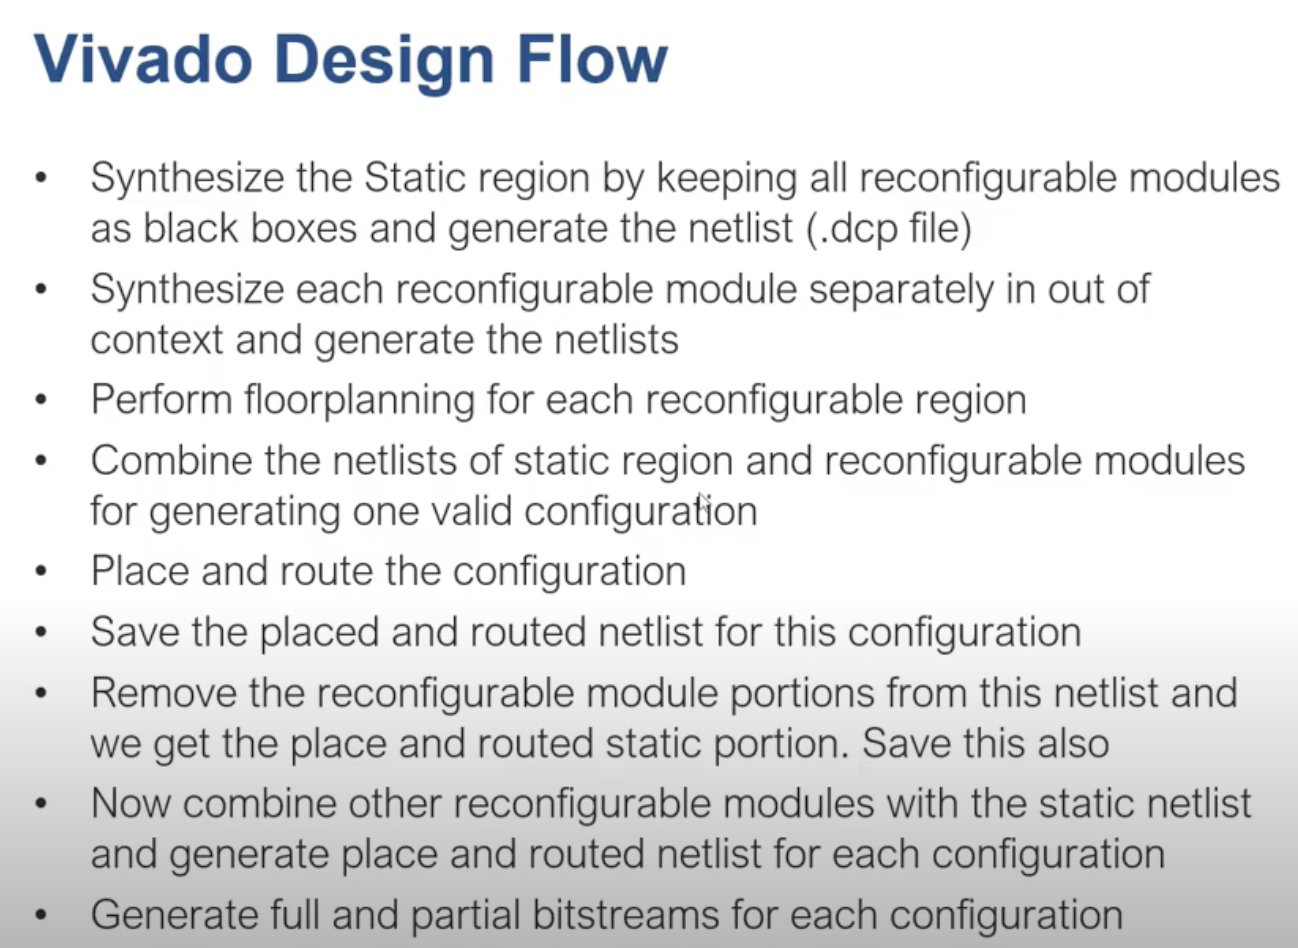 Vivado Design Flow
• Synthesize the Static region by keeping all reconfigurable modules
as black boxes and generate the netlist (.dcp file)
• Synthesize each reconfigurable module separately in out of
context and generate the netlists
• Perform floorplanning for each reconfigurable region
• Combine the netlists of static region and reconfigurable modules
for generating one valid configuration
• Place and route the configuration
• Save the placed and routed netlist for this configuration
• Remove the reconfigurable module portions from this netlist and
we get the place and routed static portion. Save this also
• Now combine other reconfigurable modules with the static netlist
and generate place and routed netlist for each configuration
• Generate full and partial bitstreams for each configuration